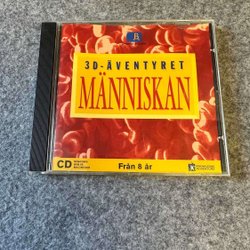 3D-ÄVENTYRET
MÄNNISKAN
CD
Från 8 år